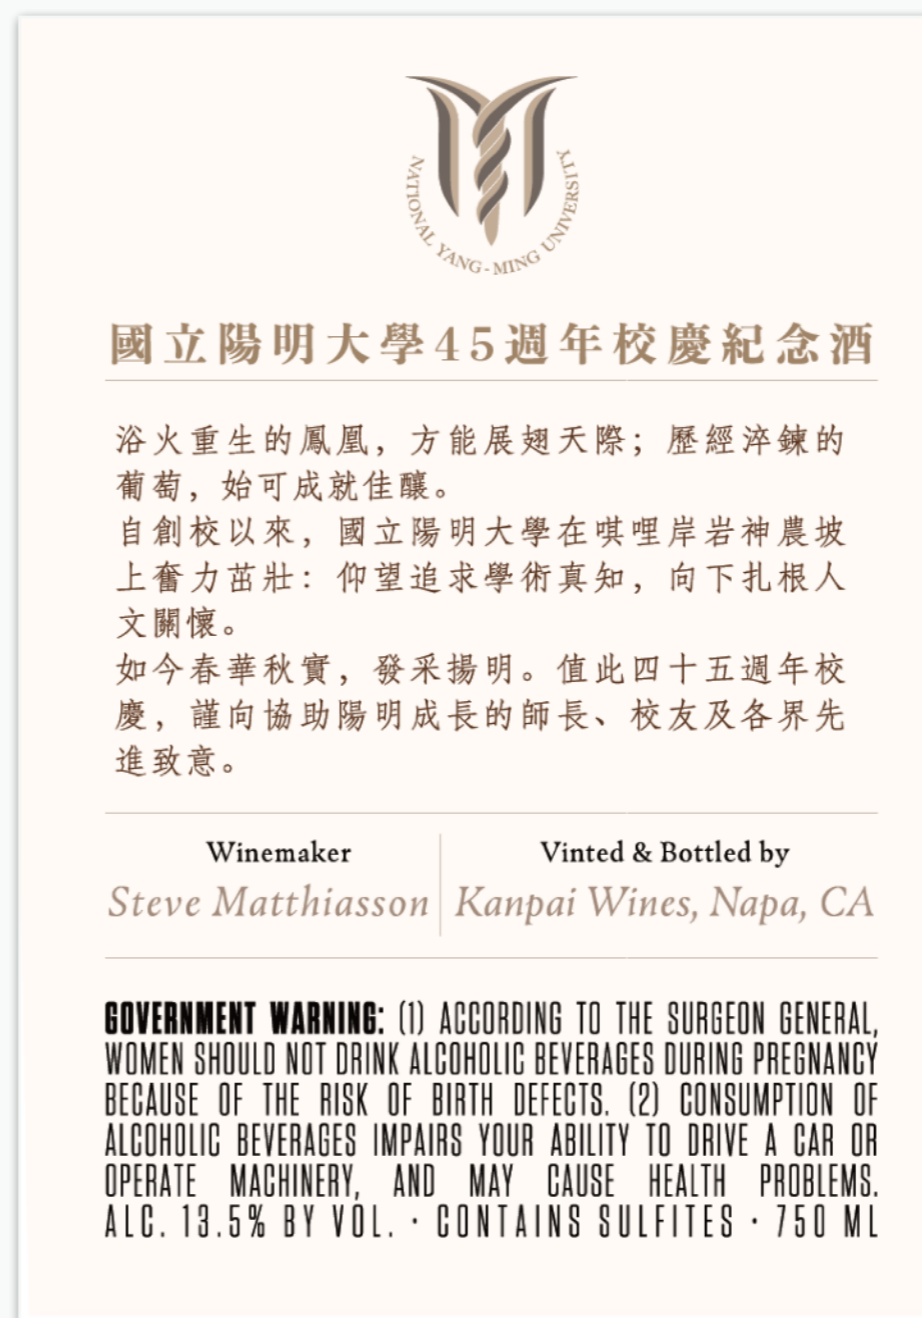 NATIONAL YANG-MING UNIVERSITY
國立陽明大學45週年校慶紀念酒
浴火重生的鳳凰，方能展翅天際；歷經淬鍊的
葡萄，始可成就佳釀。
自創校以來，國立陽明大學在唭哩岸岩神農坡
上奮力茁壯：仰望追求學術真知，向下扎根人
文關懷。
如今春華秋實，發采揚明。值此四十五週年校
慶，謹向協助陽明成長的師長、校友及各界先
進致意。
Winemaker
Steve Matthiasson
Vinted & Bottled by
Kanpai Wines, Napa, CA
GOVERNMENT WARNING: (1) ACCORDING TO THE SURGEON GENERAL,
WOMEN SHOULD NOT DRINK ALCOHOLIC BEVERAGES DURING PREGNANCY
BECAUSE OF THE RISK OF BIRTH DEFECTS. (2) CONSUMPTION OF
ALCOHOLIC BEVERAGES IMPAIRS YOUR ABILITY TO DRIVE A CAR OR
OPERATE MACHINERY, AND MAY CAUSE HEALTH PROBLEMS.
ALC. 13.5% BY VOL. · CONTAINS SULFITES · 750 ML